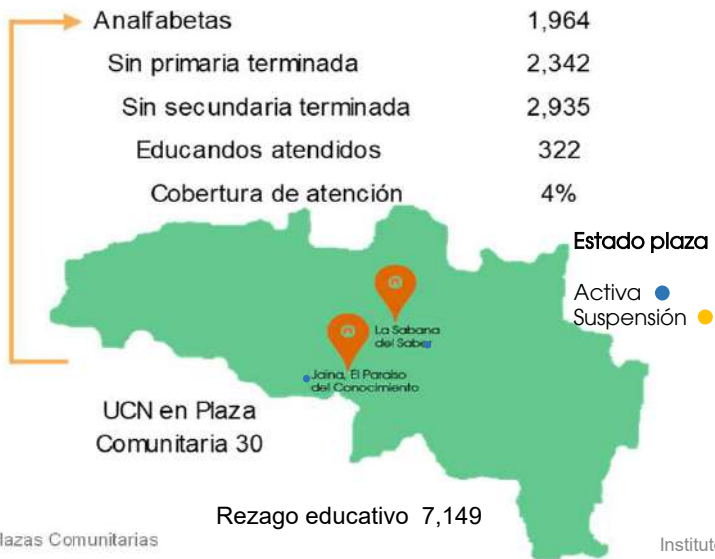 Analfabetas 1,964
Sin primaria terminada 2,342
Sin secundaria terminada 2,935
Educandos atendidos 322
Cobertura de atención 4%
Estado plaza
Activa
Suspensión
La Sabana
del Saber
Jaina, El Paraiso
del Conocimiento
UCN en Plaza
Comunitaria 30
Rezago educativo 7,149
lazas Comunitarias
Instituto